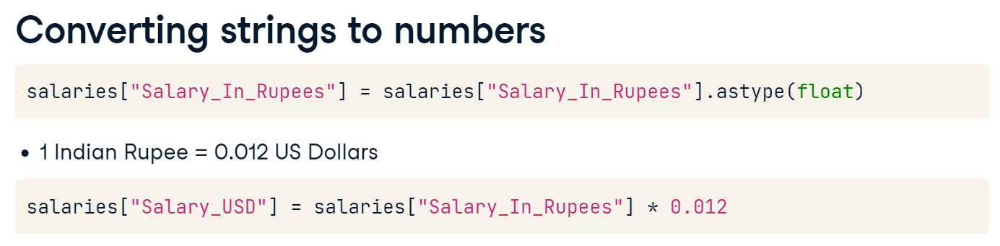 Converting strings to numbers
salaries["Salary_In_Rupees"] = salaries["Salary_In_Rupees"].astype(float)
• 1 Indian Rupee = 0.012 US Dollars
salaries["Salary_USD"] = salaries["Salary_In_Rupees"] * 0.012